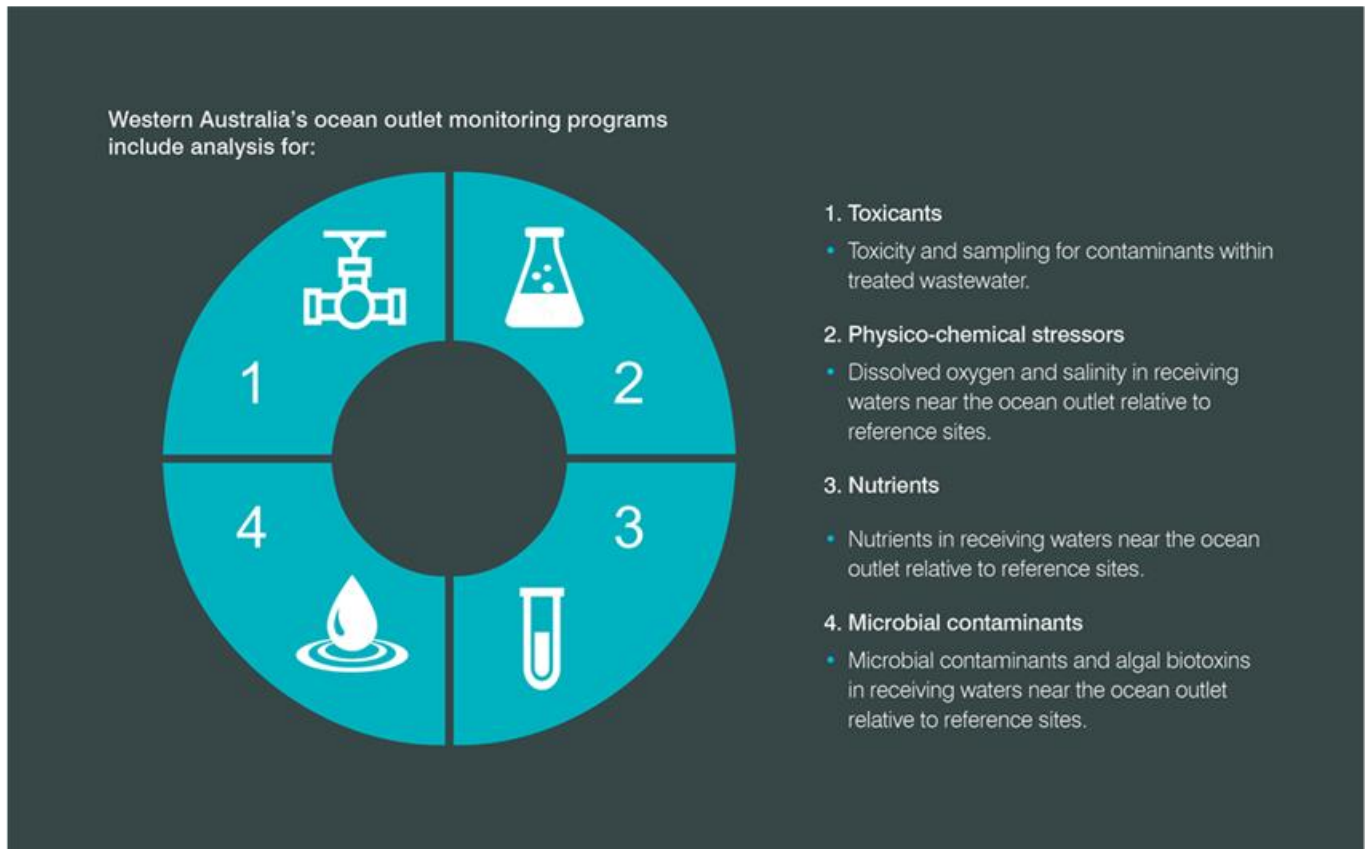 Western Australia's ocean outlet monitoring programs
include analysis for:
1
2
4
3
1. Toxicants
• Toxicity and sampling for contaminants within
treated wastewater.
2. Physico-chemical stressors
• Dissolved oxygen and salinity in receiving
waters near the ocean outlet relative to
reference sites.
3. Nutrients
• Nutrients in receiving waters near the ocean
outlet relative to reference sites.
4. Microbial contaminants
• Microbial contaminants and algal biotoxins
in receiving waters near the ocean outlet
relative to reference sites.